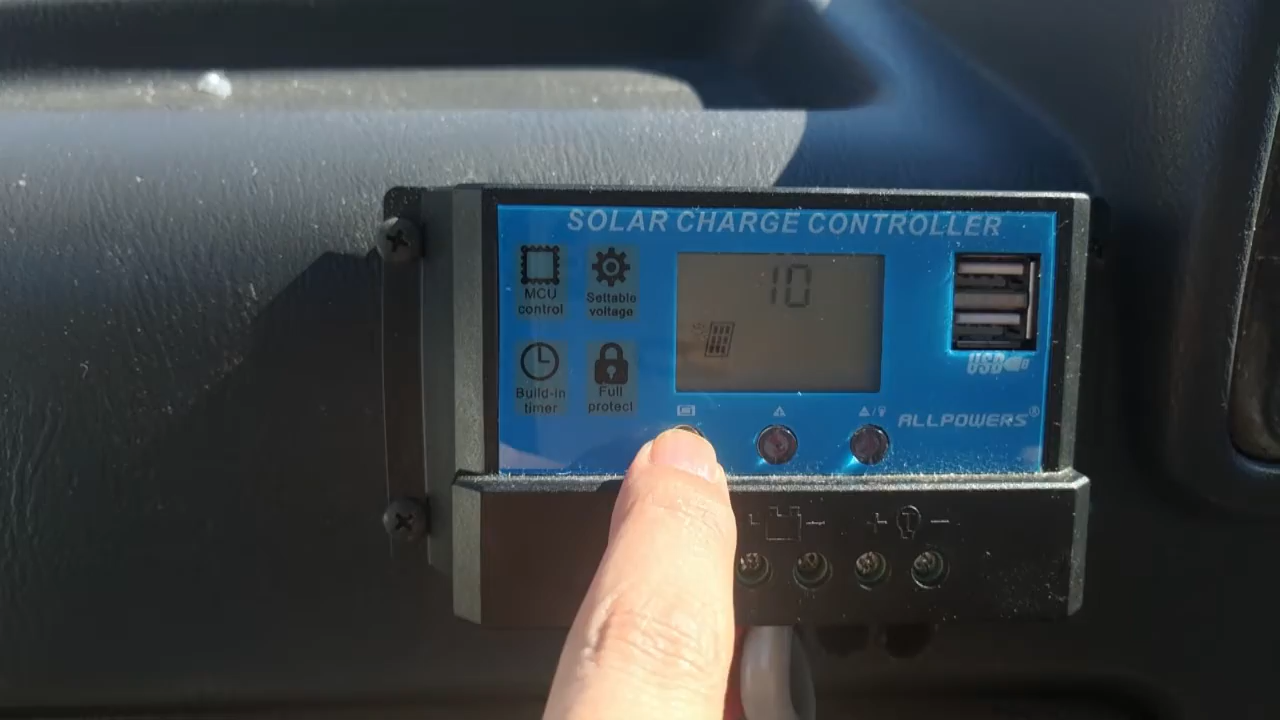 SOLAR CHARGE CONTROLLER
MCU
control
Settable
voltage
10
Build-in
timer
Full
protect
USB
ALLPOWERS®